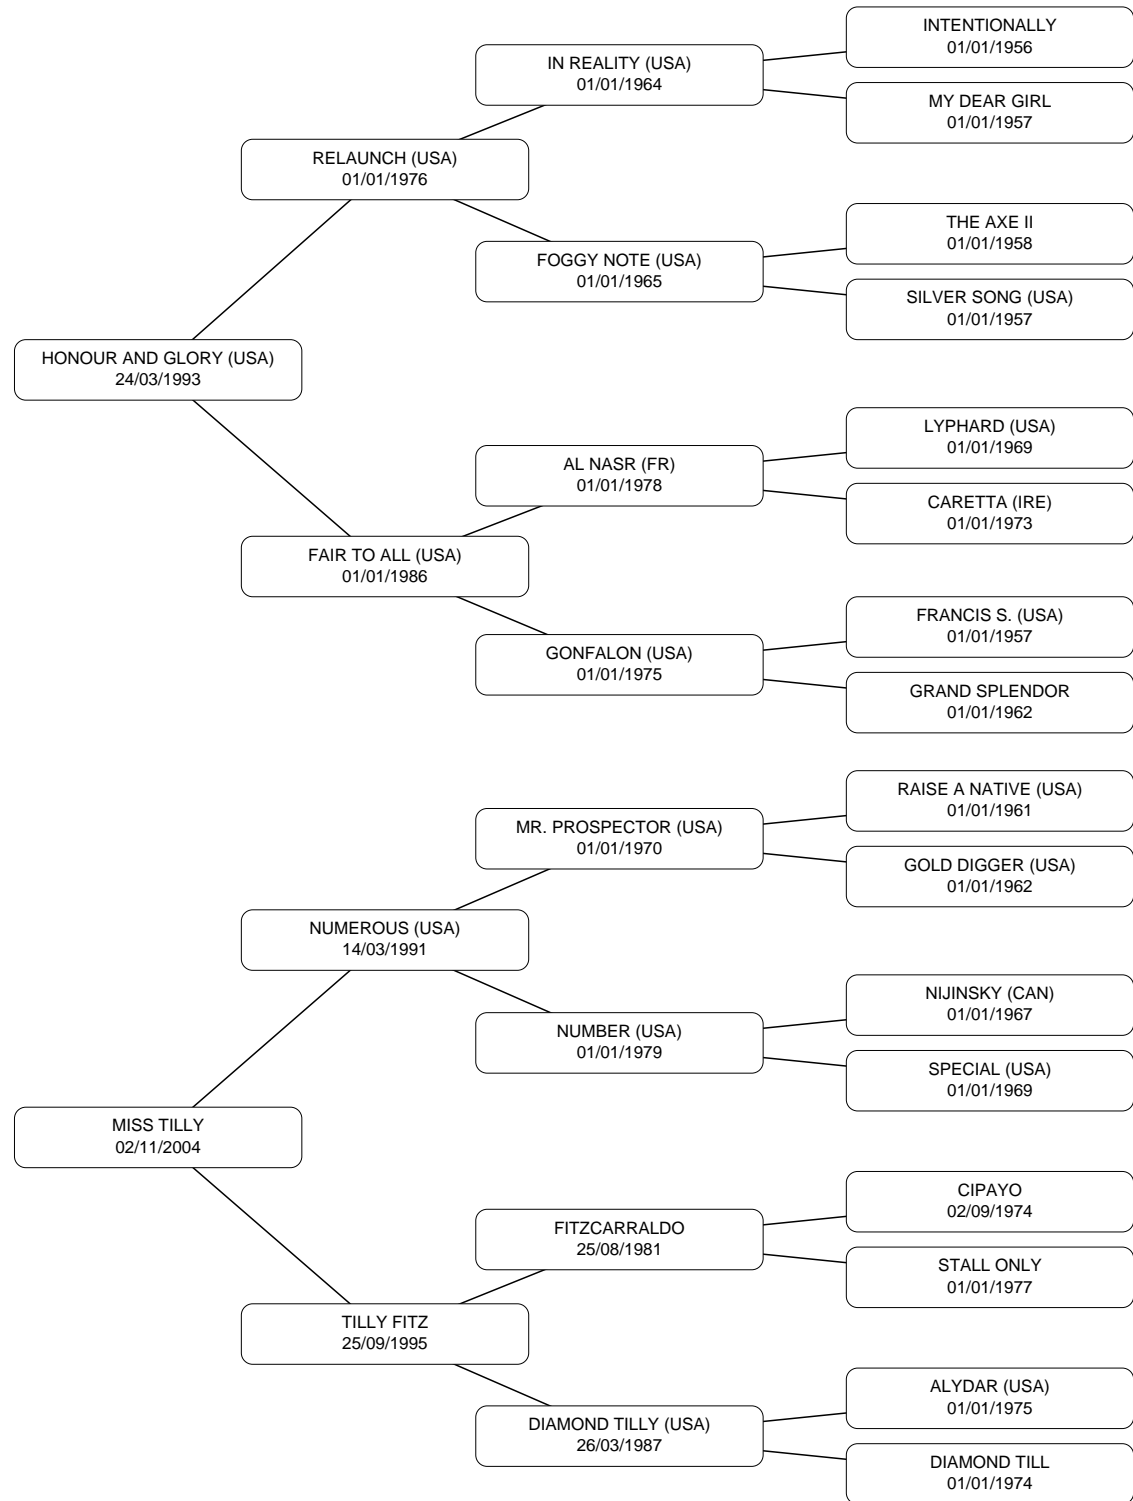 INTENTIONALLY
01/01/1956
IN REALITY (USA)
01/01/1964
MY DEAR GIRL
01/01/1957
RELAUNCH (USA)
01/01/1976
THE AXE II
01/01/1958
FOGGY NOTE (USA)
01/01/1965
SILVER SONG (USA)
01/01/1957
HONOUR AND GLORY (USA)
24/03/1993
LYPHARD (USA)
01/01/1969
AL NASR (FR)
01/01/1978
CARETTA (IRE)
01/01/1973
FAIR TO ALL (USA)
01/01/1986
FRANCIS S. (USA)
01/01/1957
GONFALON (USA)
01/01/1975
GRAND SPLENDOR
01/01/1962
RAISE A NATIVE (USA)
01/01/1961
MR. PROSPECTOR (USA)
01/01/1970
GOLD DIGGER (USA)
01/01/1962
NUMEROUS (USA)
14/03/1991
NIJINSKY (CAN)
01/01/1967
NUMBER (USA)
01/01/1979
SPECIAL (USA)
01/01/1969
MISS TILLY
02/11/2004
CIPAYO
02/09/1974
FITZCARRALDO
25/08/1981
STALL ONLY
01/01/1977
TILLY FITZ
25/09/1995
ALYDAR (USA)
01/01/1975
DIAMOND TILLY (USA)
26/03/1987
DIAMOND TILL
01/01/1974